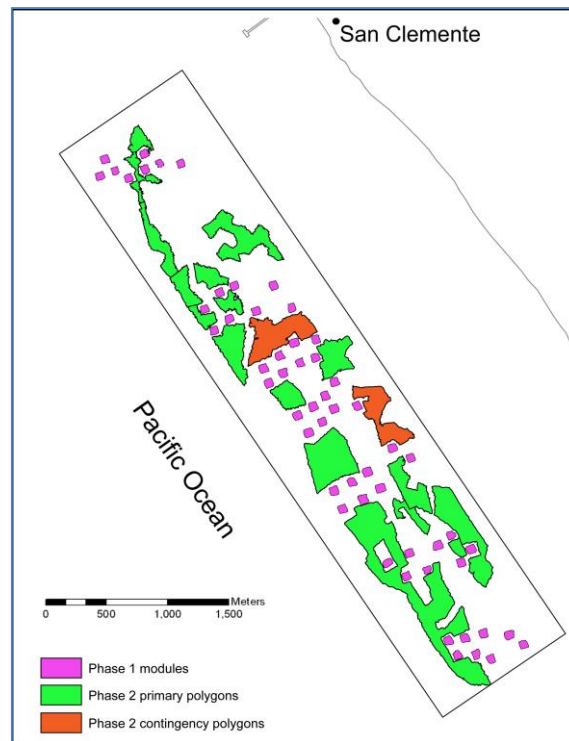 San Clemente
Pacific Ocean
Meters
0 500 1,000 1,500
Phase 1 modules
Phase 2 primary polygons
Phase 2 contingency polygons